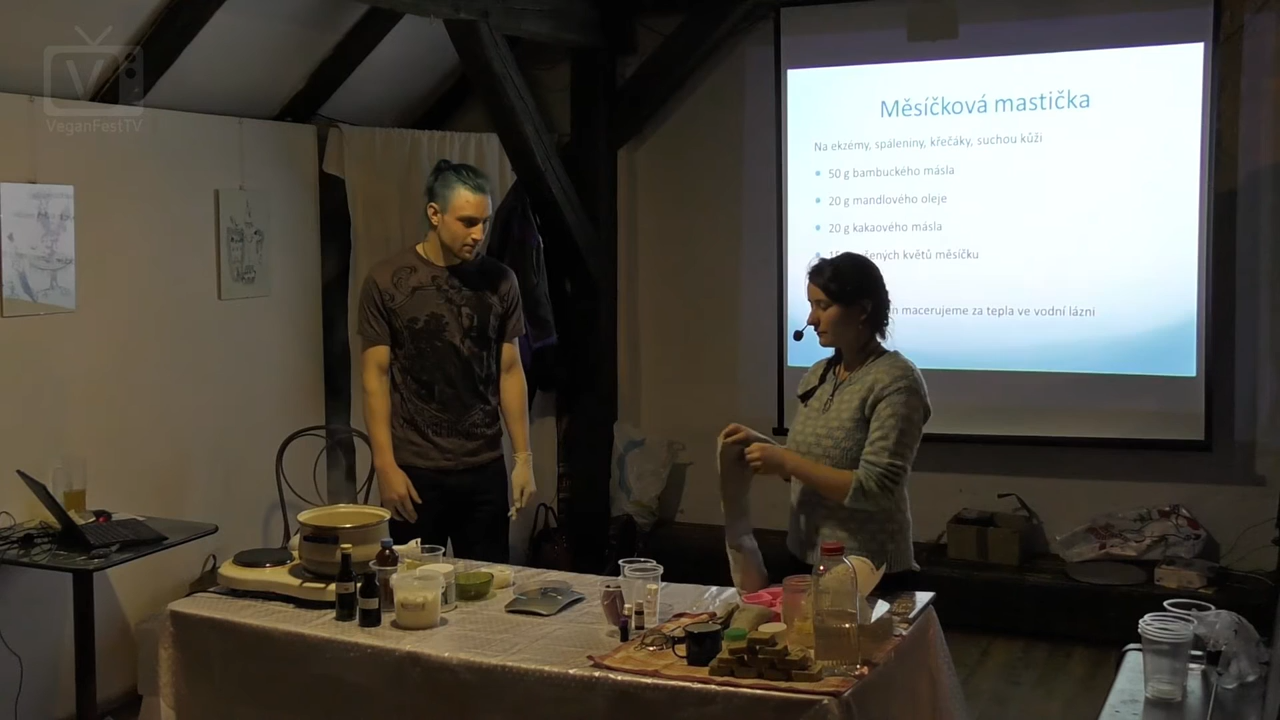 V
VeganFestTV
Měsíčková mastička
Na ekzémy, spáleniny, křečáky, suchou kůži
50 g bambuckého másla
20 g mandlového oleje
20 g kakaového másla
květů měsíčku
macerujeme za tepla ve vodní lázni